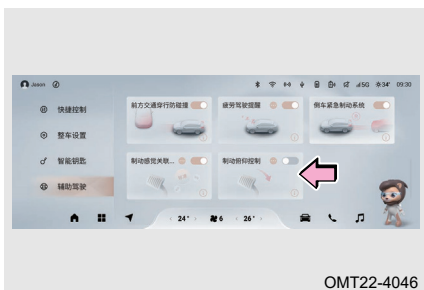 Jason
5G 34° 09:30
快捷控制
前方交通穿行防碰撞
疲劳驾驶提醒
倒车紧急制动系统
整车设置
智能钥匙
制动感觉关联...
制动俯仰控制
辅助驾驶
24° 6 26°
OMT22-4046